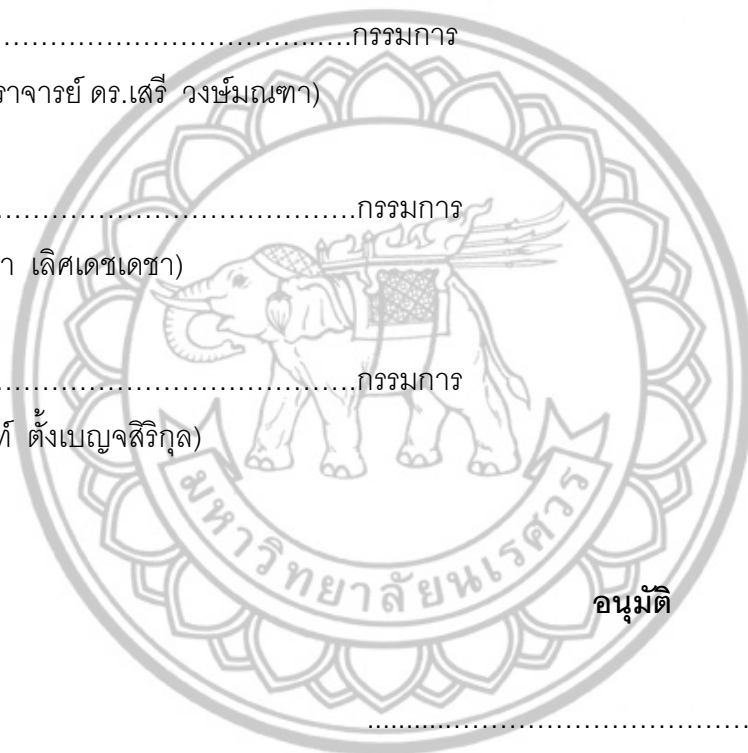 ……………………………..….กรรมการ
ราจารย์ ดร.เสรี วงษ์มณฑา)
……………………………….กรรมการ
า เลิศเดชเดชา)
……………………………….กรรมการ
ท์ ตั้งเบญจสิริกุล)
มหาวิทยาลัยนเรศวร
อนุมัติ
..........……………………………